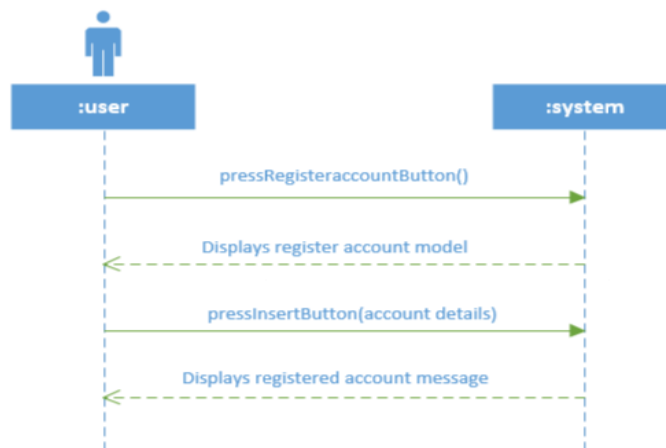 :user
:system
pressRegisteraccountButton()
Displays register account model
pressInsertButton(account details)
Displays registered account message